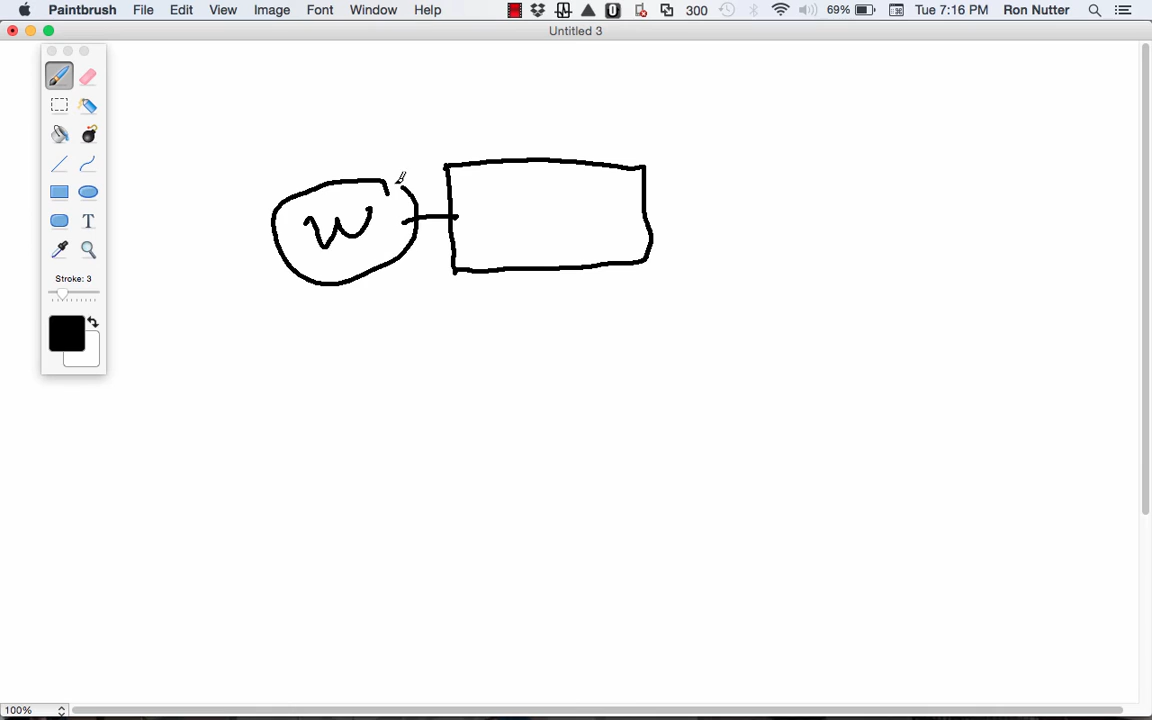 Paintbrush File Edit View Image Font Window Help 300 69% Tue 7:16 PM Ron Nutter
Untitled 3
W
Stroke: 3
100%